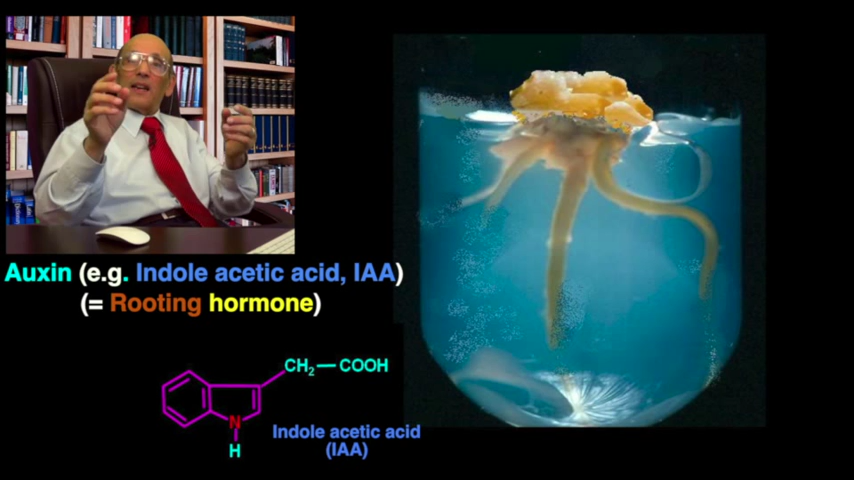 Auxin (e.g. Indole acetic acid, IAA)
(= Rooting hormone)
CH₂—COOH
N
H
Indole acetic acid
(IAA)